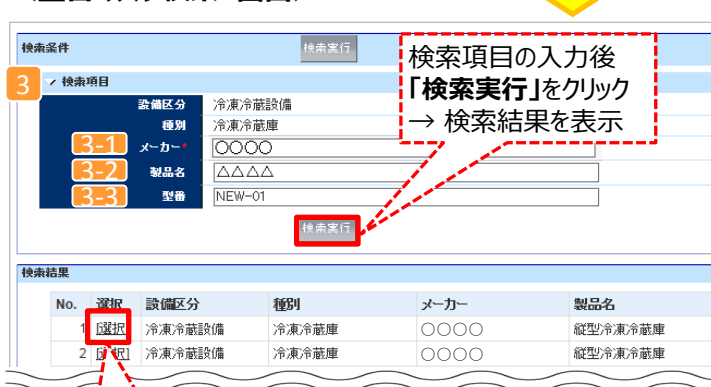 検索条件
検索実行
検索項目の入力後
「検索実行」をクリック
→ 検索結果を表示
3
検索項目
設備区分 冷凍冷蔵設備
種別 冷凍冷蔵庫
3-1 メーカー* 〇〇〇〇
3-2 製品名 △△△△
3-3 型番 NEW-01
検索実行
検索結果
No. 選択 設備区分 種別 メーカー 製品名
1 [選択] 冷凍冷蔵設備 冷凍冷蔵庫 〇〇〇〇 縦型冷凍冷蔵庫
2 [選択] 冷凍冷蔵設備 冷凍冷蔵庫 〇〇〇〇 縦型冷凍冷蔵庫